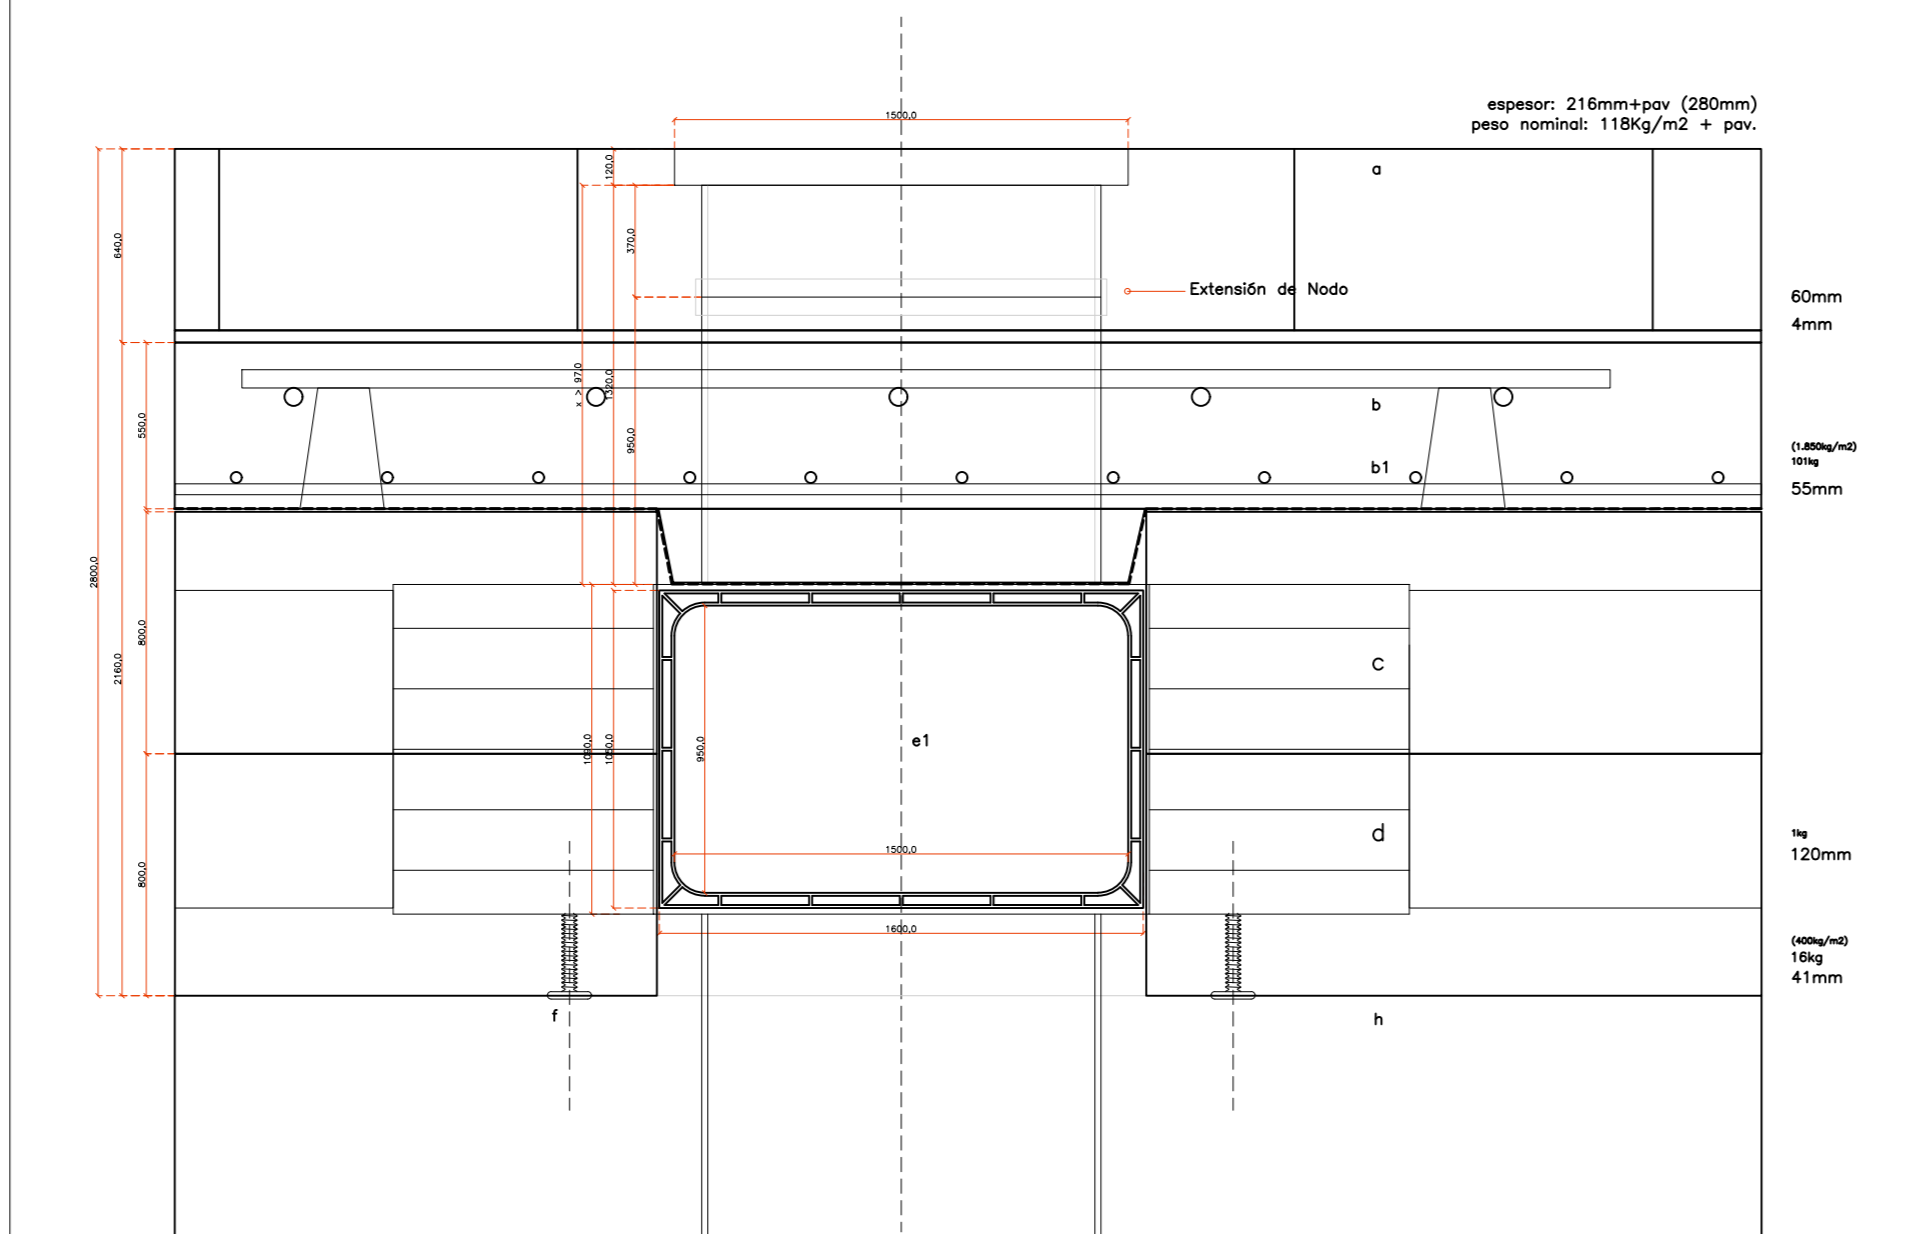 espesor: 216mm+pav (280mm)
peso nominal: 118Kg/m2 + pav.
1500,0
120,0
a
640,0
370,0
Extensión de Nodo
60mm
4mm
x > 97,0
1320,0
550,0
950,0
b
b1
(1.850kg/m2)
101kg
55mm
2800,0
2160,0
800,0
c
e1
1090,0
1050,0
950,0
d
1kg
120mm
1500,0
800,0
1600,0
(400kg/m2)
16kg
41mm
f
h